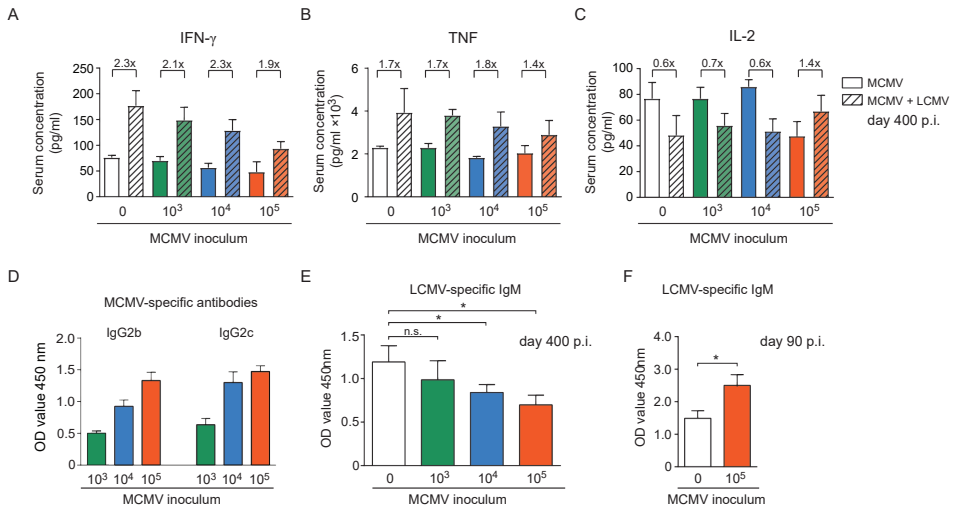 A
IFN-γ
2.3x 2.1x 2.3x 1.9x
Serum concentration
(pg/ml)
250
200
150
100
50
0
0 10³ 10⁴ 10⁵
MCMV inoculum
B
TNF
1.7x 1.7x 1.8x 1.4x
Serum concentration
(pg/ml ×10³)
6
4
2
0
0 10³ 10⁴ 10⁵
MCMV inoculum
C
IL-2
0.6x 0.7x 0.6x 1.4x
Serum concentration
(pg/ml)
80
60
40
20
0
0 10³ 10⁴ 10⁵
MCMV inoculum
MCMV
MCMV + LCMV
day 400 p.i.
D
MCMV-specific antibodies
IgG2b IgG2c
OD value 450 nm
2.0
1.5
1.0
0.5
0
10³ 10⁴ 10⁵ 10³ 10⁴ 10⁵
MCMV inoculum
E
LCMV-specific IgM
*
*
n.s.
day 400 p.i.
OD value 450nm
1.5
1.0
0.5
0
0 10³ 10⁴ 10⁵
MCMV inoculum
F
LCMV-specific IgM
day 90 p.i.
*
OD value 450nm
4.0
3.0
2.0
1.0
0
0 10⁵
MCMV inoculum